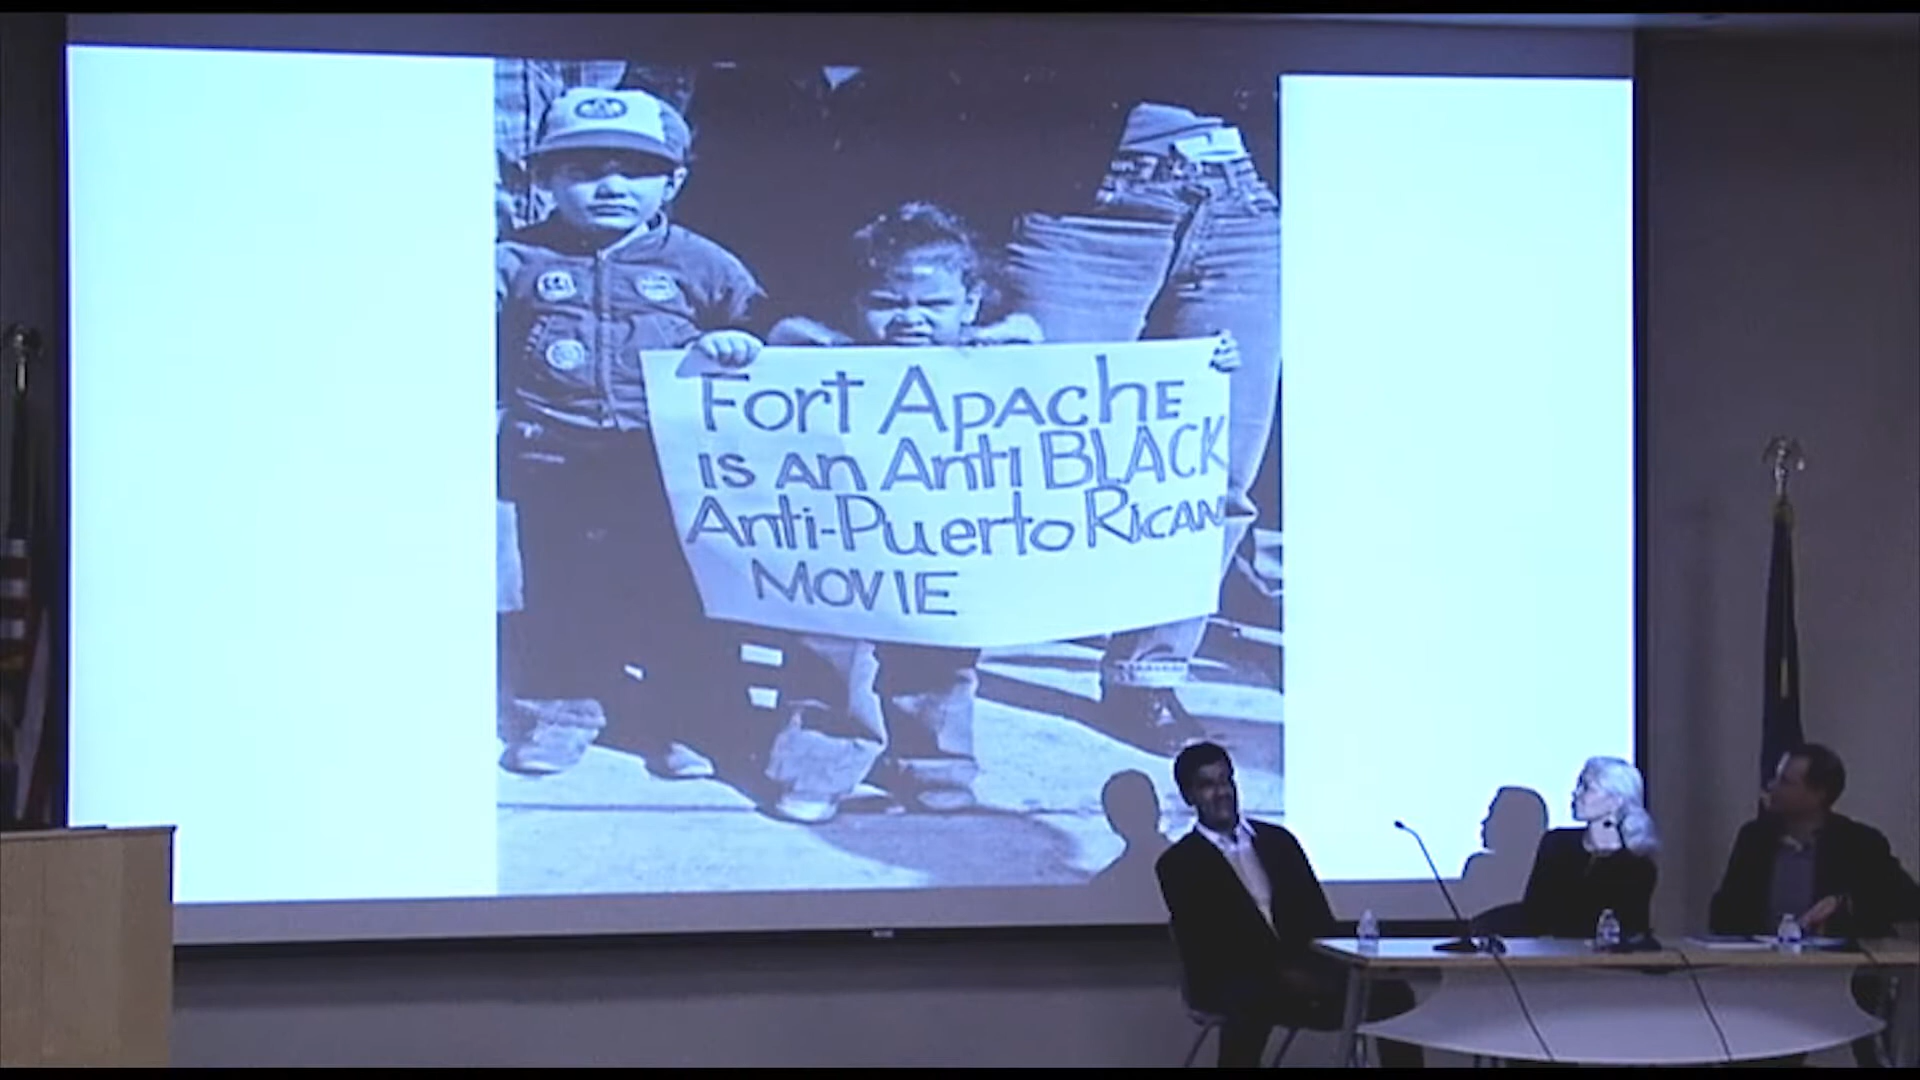 Fort Apache
is an Anti BLACK
Anti-Puerto Rican
MOVIE